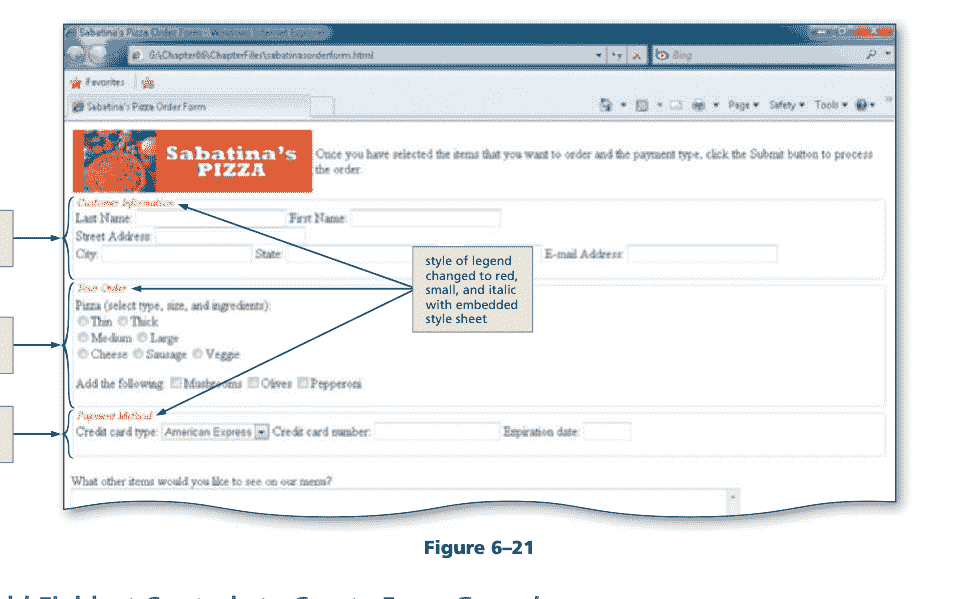 Sabatina's Pizza Order Form
G:\Chapter06\ChapterFiles\sabatinasorderform.html
Bing
Favorites
Sabatina's Pizza Order Form
Page
Safety
Tools
Sabatina's
PIZZA
Once you have selected the items that you want to order and the payment type, click the Submit button to process
the order.
Customer Information
Last Name: First Name:
Street Address:
City: State: E-mail Address:
style of legend
changed to red,
small, and italic
with embedded
style sheet
Your Order
Pizza (select type, size, and ingredients):
Thin Thick
Medium Large
Cheese Sausage Veggie
Add the following: Mushrooms Olives Pepperoni
Payment Method
Credit card type: American Express Credit card number: Expiration date:
What other items would you like to see on our menu?
Figure 6–21